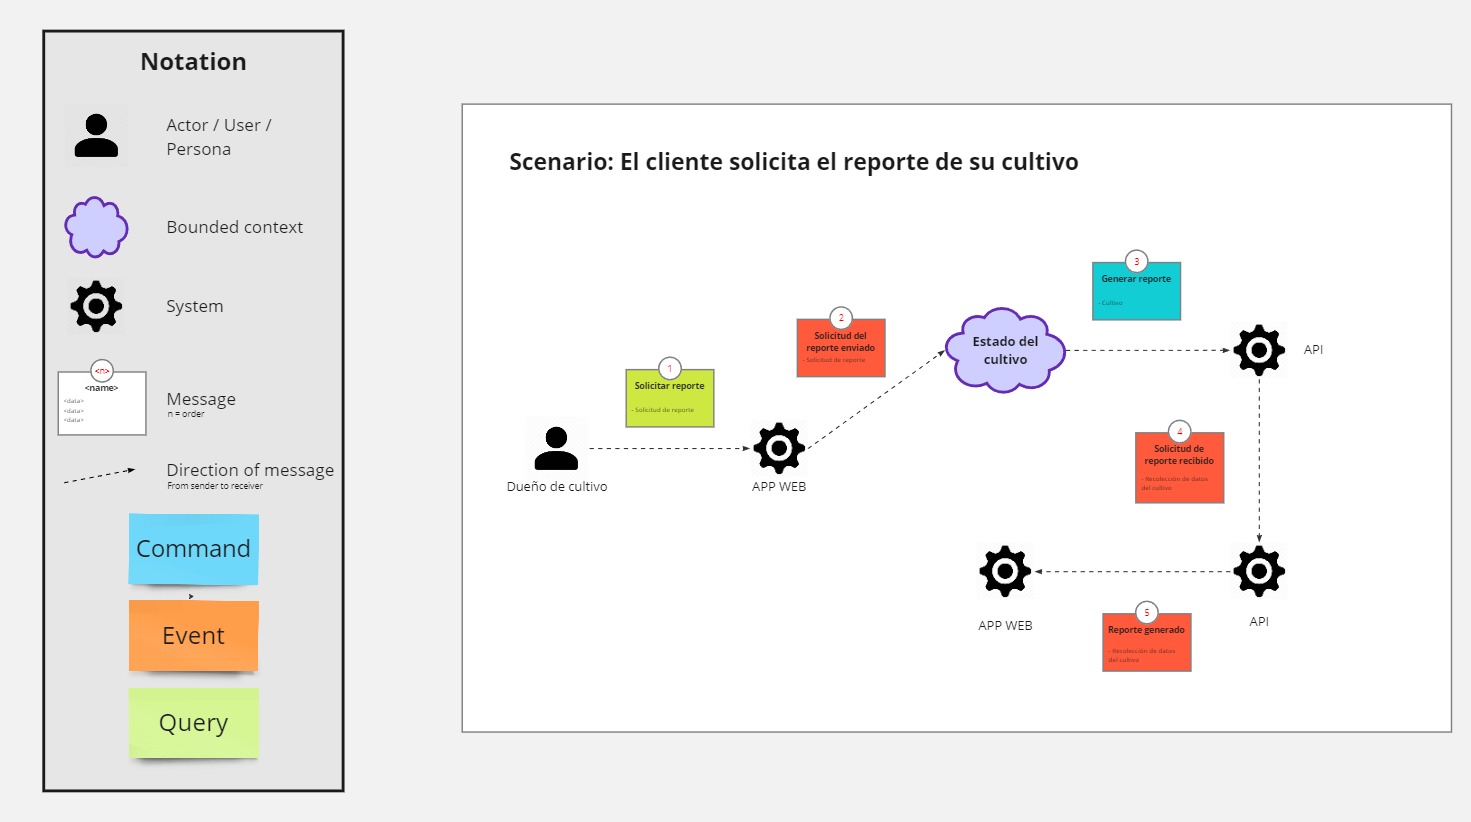 Notation
Actor / User /
Persona
Bounded context
System
<n>
<name>
<data>
<data>
<data>
Message
n = order
Direction of message
From sender to receiver
Command
Event
Query
Scenario: El cliente solicita el reporte de su cultivo
1
Solicitar reporte
- Solicitud de reporte
Dueño de cultivo
APP WEB
2
Solicitud del
reporte enviado
- Solicitud de reporte
Estado del
cultivo
3
Generar reporte
- Cultivo
API
4
Solicitud de
reporte recibido
- Recolección de datos
del cultivo
API
5
Reporte generado
- Recolección de datos
del cultivo
APP WEB